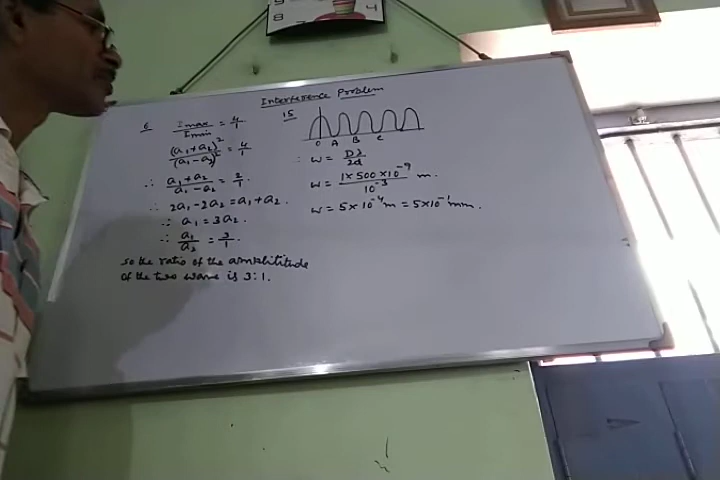 Interference Problem
6 Imax/Imin = 4/1
(a₁+a₂)²/(a₁-a₂)² = 4/1
∴ a₁+a₂/a₁-a₂ = 2/1
∴ 2a₁-2a₂ = a₁+a₂.
∴ a₁ = 3a₂.
∴ a₁/a₂ = 3/1.
so the ratio of the amplititude
of the two wave is 3:1.
15
O A B C
∴ w = Dλ/2d
w = 1×500×10⁻⁹/10⁻³ m.
w = 5×10⁻⁴m = 5×10⁻¹mm.
8 4